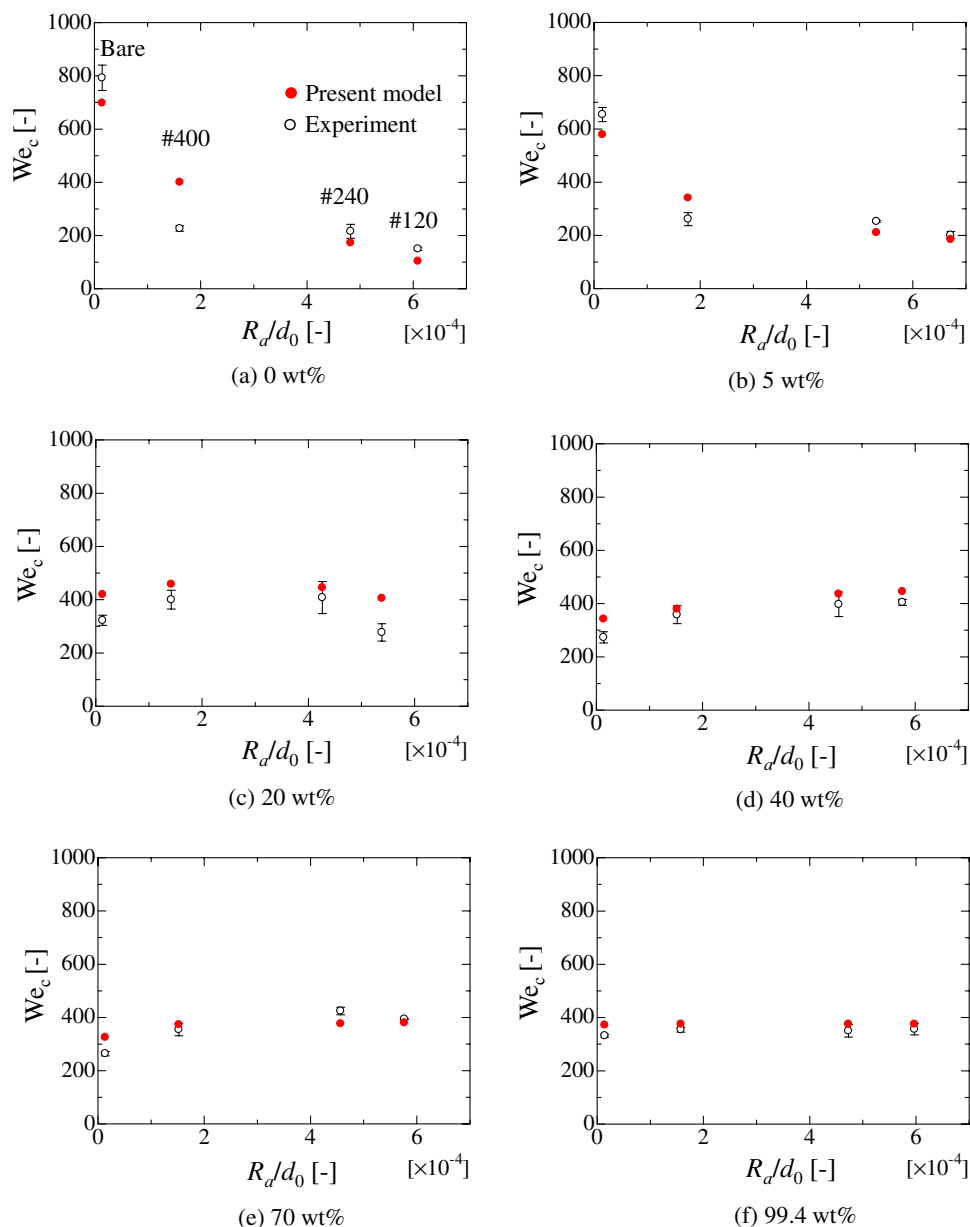 1000
800
600
400
200
0
We_c [-]
Bare
#400
#240
#120
Present model
Experiment
0 2 4 6
R_a/d_0 [-] [×10^-4]
(a) 0 wt%
1000
800
600
400
200
0
We_c [-]
0 2 4 6
R_a/d_0 [-] [×10^-4]
(b) 5 wt%
1000
800
600
400
200
0
We_c [-]
0 2 4 6
R_a/d_0 [-] [×10^-4]
(c) 20 wt%
1000
800
600
400
200
0
We_c [-]
0 2 4 6
R_a/d_0 [-] [×10^-4]
(d) 40 wt%
1000
800
600
400
200
0
We_c [-]
0 2 4 6
R_a/d_0 [-] [×10^-4]
(e) 70 wt%
1000
800
600
400
200
0
We_c [-]
0 2 4 6
R_a/d_0 [-] [×10^-4]
(f) 99.4 wt%